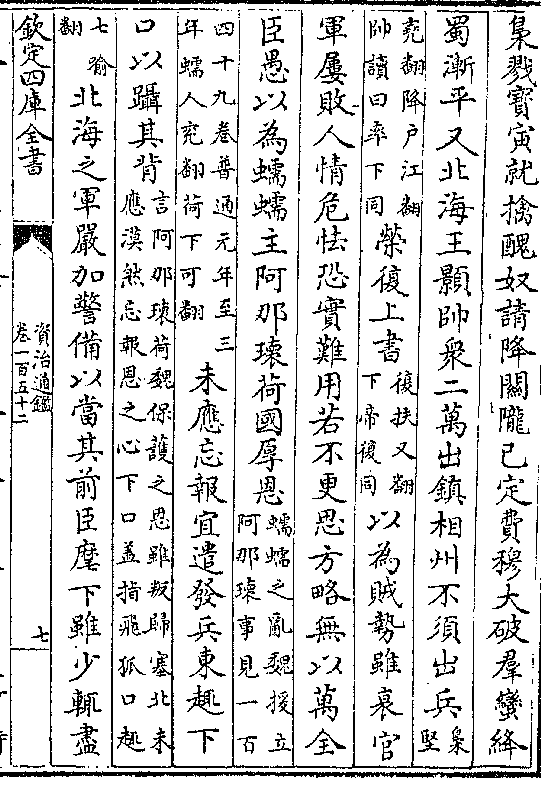 梟戮寶寅就擒醜奴請降關隴已定費穆大破羣蠻絳
蜀漸平又北海王顥帥衆二萬出鎮相州不須出兵梟
堅
堯翻降户江翻
帥讀曰率下同
榮復上書
復扶又翻
下帝復同
以為賊勢雖衰官
軍屢敗人情危怯恐實難用若不更思方略無以萬全
臣愚以為蠕蠕主阿那瓌荷國厚恩
蠕蠕之亂魏援立
阿那瓌事見一百
四十九卷普通元年至三
年蠕人兖翻荷下可翻
未應忘報宜遣發兵東趣下
口以躡其背
言阿那瓌荷魏保護之恩雖叛歸塞北未
應漠然忘報恩之心下口盖指飛狐口趣
七喻
翻
北海之軍嚴加警備以當其前臣麾下雖少輒盡
欽定四庫全書
資治通鑑
卷一百五十二
七